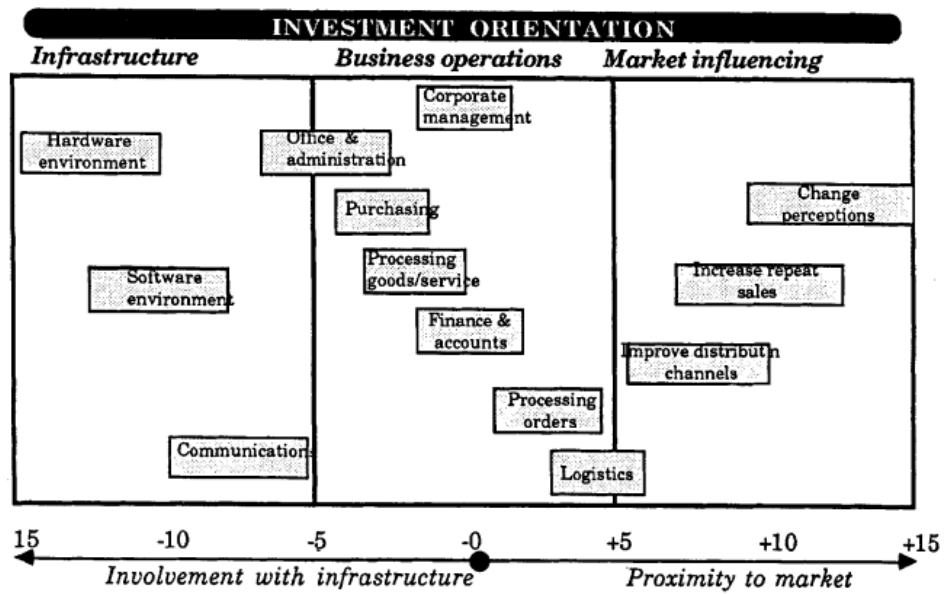 INVESTMENT ORIENTATION
Infrastructure
Business operations
Market influencing
Corporate
management
Hardware
environment
Office &
administration
Change
perceptions
Purchasing
Processing
goods/service
Software
environment
Increase repeat
sales
Finance &
accounts
Improve distributn
channels
Processing
orders
Communication
Logistics
15 -10 -5 -0 +5 +10 +15
Involvement with infrastructure
Proximity to market